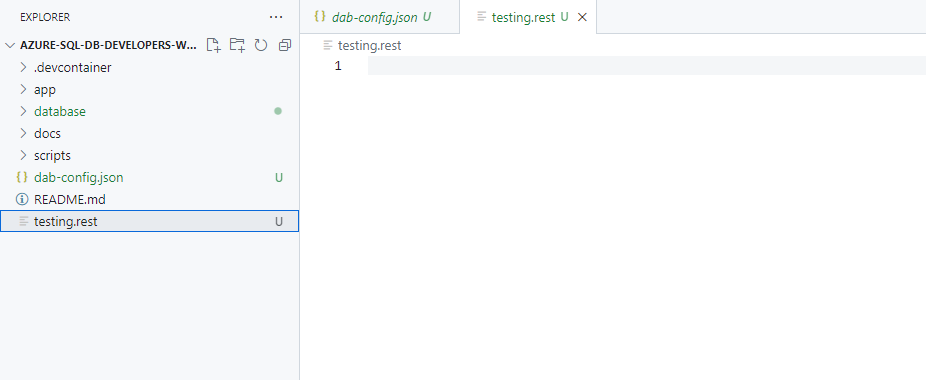 EXPLORER
AZURE-SQL-DB-DEVELOPERS-W...
.devcontainer
app
database
docs
scripts
{} dab-config.json U
README.md
testing.rest U
{} dab-config.json U
testing.rest U
testing.rest
1